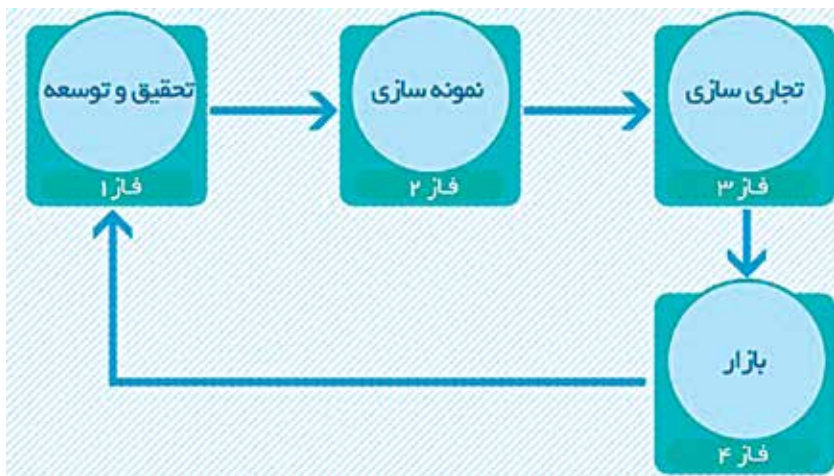 تحقیق و توسعه
فاز ۱
نمونه سازی
فاز ۲
تجاری سازی
فاز ۳
بازار
فاز ۴